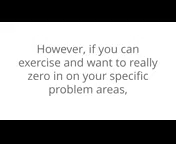 However, if you can
exercise and want to really
zero in on your specific
problem areas,